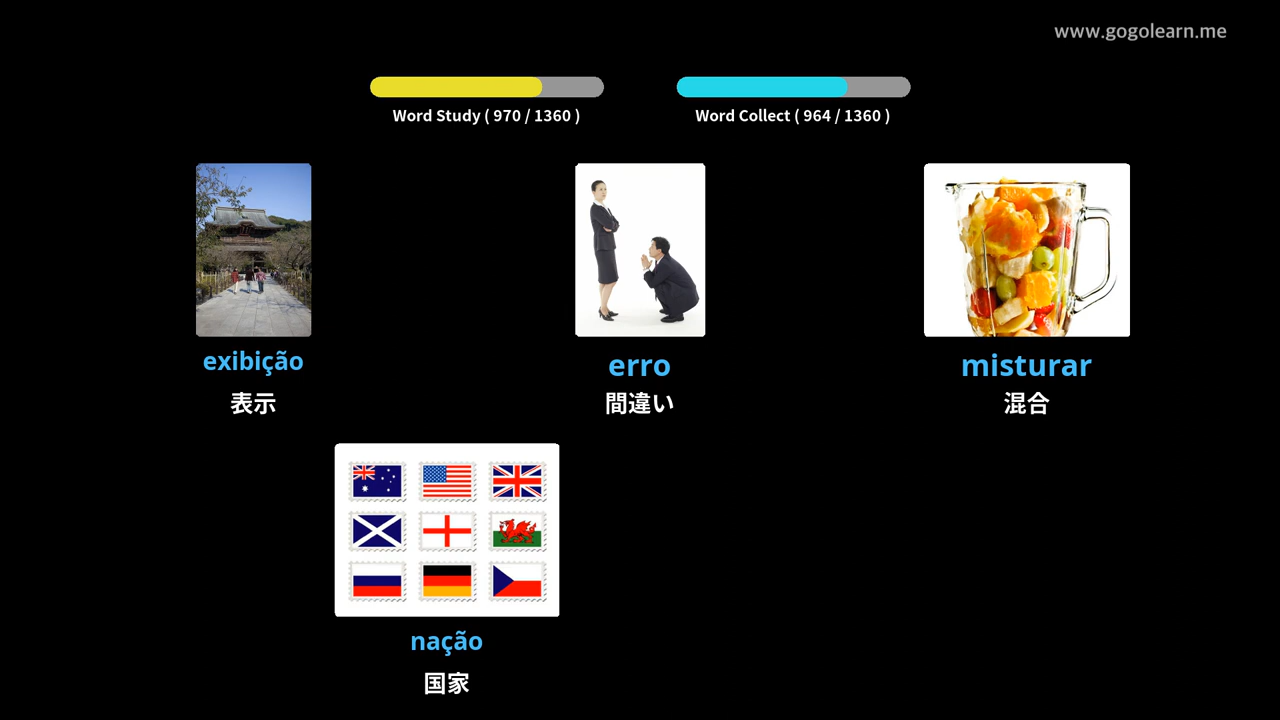 www.gogolearn.me
Word Study ( 970 / 1360 )
Word Collect ( 964 / 1360 )
exibição
表示
erro
間違い
misturar
混合
nação
国家